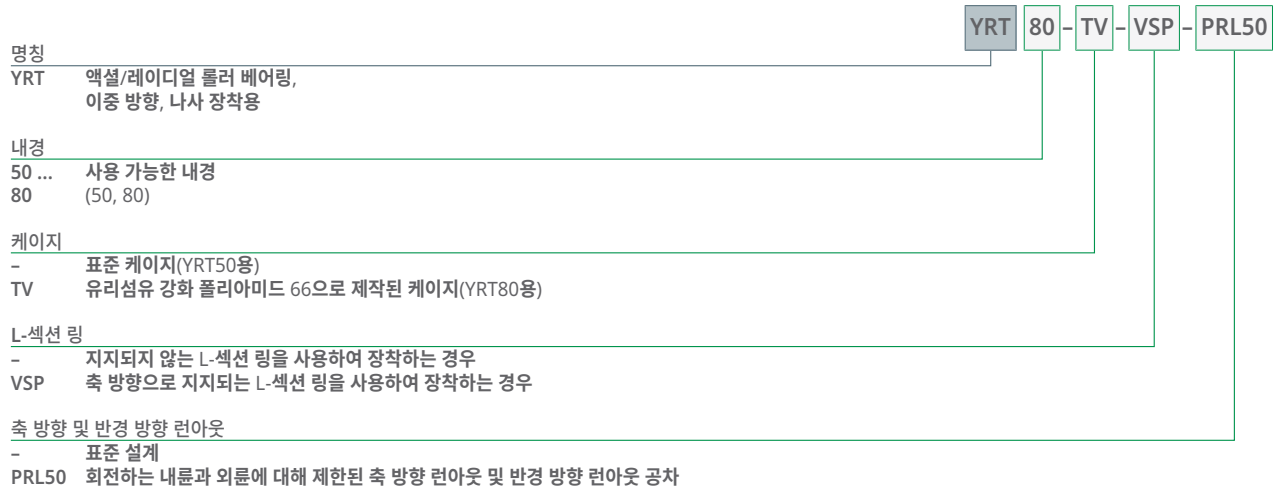 YRT 80 – TV – VSP – PRL50
명칭
YRT 액셜/레이디얼 롤러 베어링,
이중 방향, 나사 장착용
내경
50 ... 사용 가능한 내경
80 (50, 80)
케이지
– 표준 케이지(YRT50용)
TV 유리섬유 강화 폴리아미드 66으로 제작된 케이지(YRT80용)
L-섹션 링
– 지지되지 않는 L-섹션 링을 사용하여 장착하는 경우
VSP 축 방향으로 지지되는 L-섹션 링을 사용하여 장착하는 경우
축 방향 및 반경 방향 런아웃
– 표준 설계
PRL50 회전하는 내륜과 외륜에 대해 제한된 축 방향 런아웃 및 반경 방향 런아웃 공차